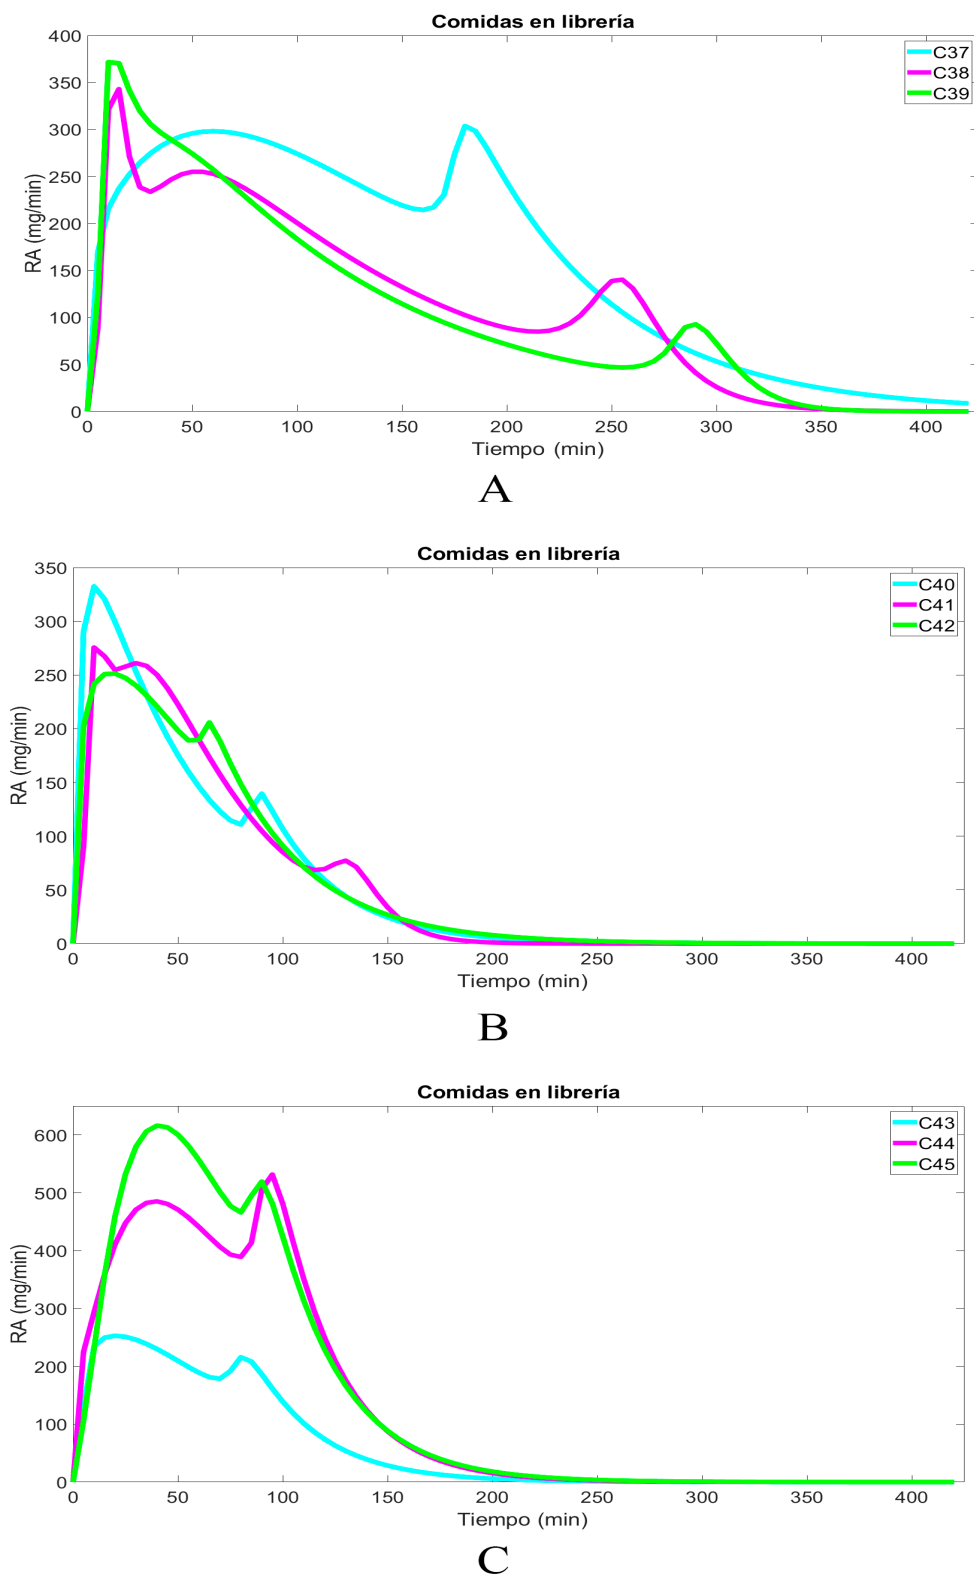 Comidas en librería
400
350
300
250
200
150
100
50
0
RA (mg/min)
C37
C38
C39
0 50 100 150 200 250 300 350 400
Tiempo (min)
A
Comidas en librería
350
300
250
200
150
100
50
0
RA (mg/min)
C40
C41
C42
0 50 100 150 200 250 300 350 400
Tiempo (min)
B
Comidas en librería
600
500
400
300
200
100
0
RA (mg/min)
C43
C44
C45
0 50 100 150 200 250 300 350 400
Tiempo (min)
C